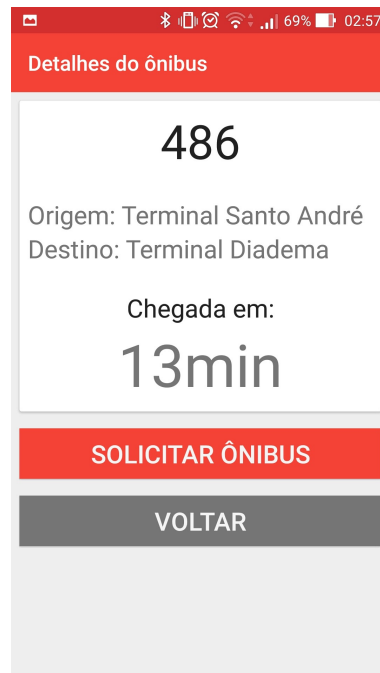 69% 02:57
Detalhes do ônibus
486
Origem: Terminal Santo André
Destino: Terminal Diadema
Chegada em:
13min
SOLICITAR ÔNIBUS
VOLTAR